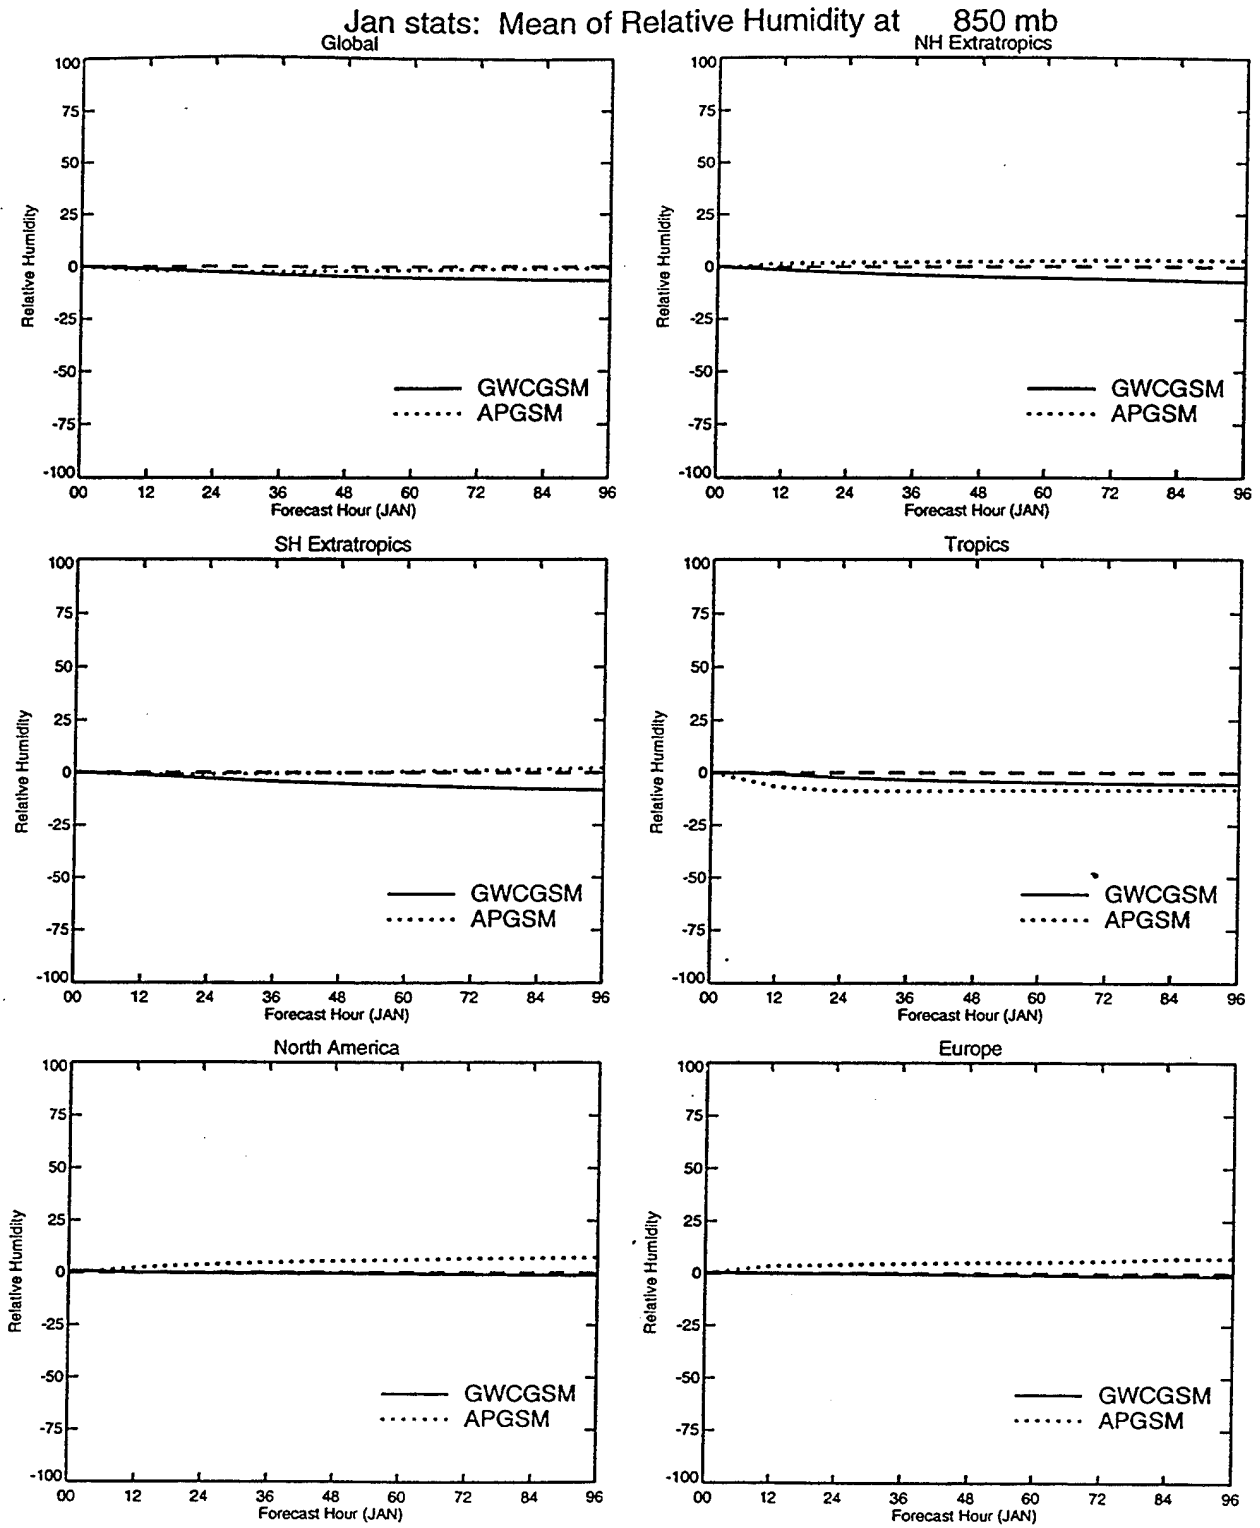 Jan stats: Mean of Relative Humidity at 850 mb
Global
100
75
50
25
0
-25
-50
-75
-100
Relative Humidity
GWCGSM
APGSM
00 12 24 36 48 60 72 84 96
Forecast Hour (JAN)
NH Extratropics
100
75
50
25
0
-25
-50
-75
-100
Relative Humidity
GWCGSM
APGSM
00 12 24 36 48 60 72 84 96
Forecast Hour (JAN)
SH Extratropics
100
75
50
25
0
-25
-50
-75
-100
Relative Humidity
GWCGSM
APGSM
00 12 24 36 48 60 72 84 96
Forecast Hour (JAN)
Tropics
100
75
50
25
0
-25
-50
-75
-100
Relative Humidity
GWCGSM
APGSM
00 12 24 36 48 60 72 84 96
Forecast Hour (JAN)
North America
100
75
50
25
0
-25
-50
-75
-100
Relative Humidity
GWCGSM
APGSM
00 12 24 36 48 60 72 84 96
Forecast Hour (JAN)
Europe
100
75
50
25
0
-25
-50
-75
-100
Relative Humidity
GWCGSM
APGSM
00 12 24 36 48 60 72 84 96
Forecast Hour (JAN)